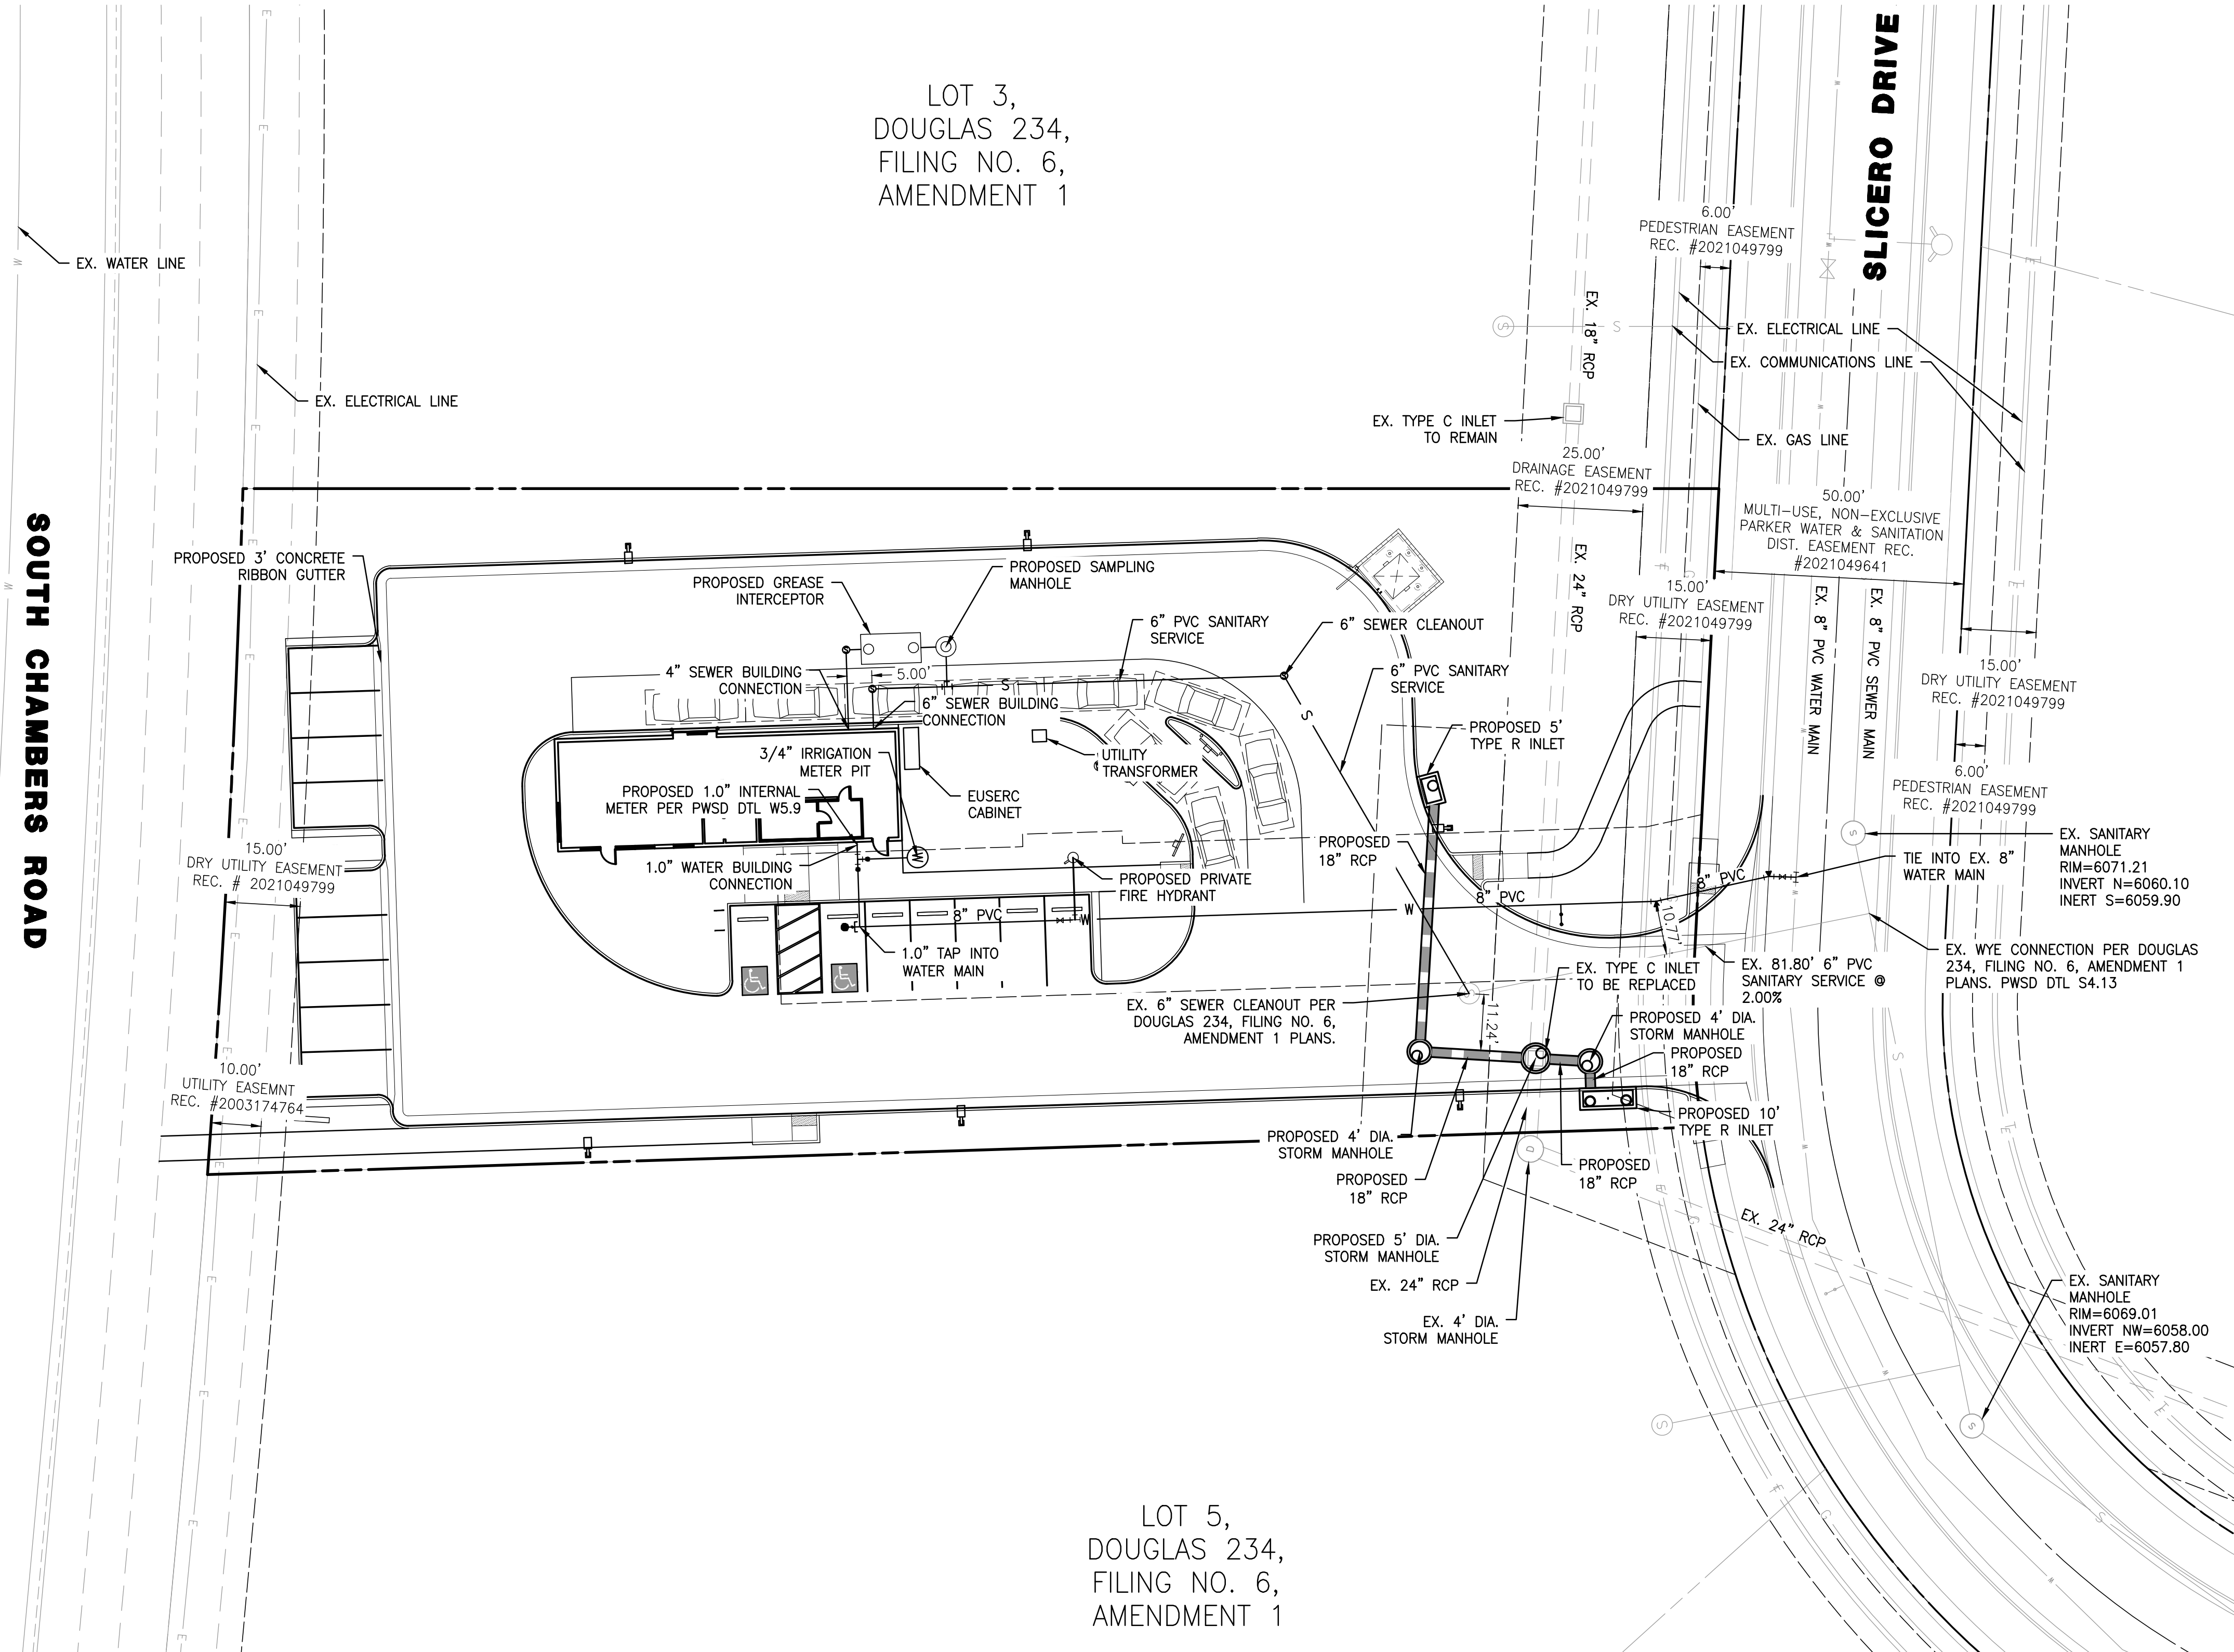 LOT 3,
DOUGLAS 234,
FILING NO. 6,
AMENDMENT 1
SLICERO DRIVE
SOUTH CHAMBERS ROAD
EX. WATER LINE
EX. ELECTRICAL LINE
6.00'
PEDESTRIAN EASEMENT
REC. #2021049799
EX. 18" RCP
EX. ELECTRICAL LINE
EX. COMMUNICATIONS LINE
EX. TYPE C INLET
TO REMAIN
EX. GAS LINE
25.00'
DRAINAGE EASEMENT
REC. #2021049799
50.00'
MULTI-USE, NON-EXCLUSIVE
PARKER WATER & SANITATION
DIST. EASEMENT REC.
#2021049641
PROPOSED 3' CONCRETE
RIBBON GUTTER
PROPOSED GREASE
INTERCEPTOR
PROPOSED SAMPLING
MANHOLE
EX. 24" RCP
15.00'
DRY UTILITY EASEMENT
REC. #2021049799
EX. 8" PVC WATER MAIN
EX. 8" PVC SEWER MAIN
6" PVC SANITARY
SERVICE
6" SEWER CLEANOUT
4" SEWER BUILDING
CONNECTION
5.00'
S
6" PVC SANITARY
SERVICE
15.00'
DRY UTILITY EASEMENT
REC. #2021049799
6" SEWER BUILDING
CONNECTION
S
PROPOSED 5'
TYPE R INLET
3/4" IRRIGATION
METER PIT
UTILITY
TRANSFORMER
6.00'
PEDESTRIAN EASEMENT
REC. #2021049799
PROPOSED 1.0" INTERNAL
METER PER PWSD DTL W5.9
EUSERC
CABINET
PROPOSED
18" RCP
EX. SANITARY
MANHOLE
RIM=6071.21
INVERT N=6060.10
INERT S=6059.90
15.00'
DRY UTILITY EASEMENT
REC. # 2021049799
1.0" WATER BUILDING
CONNECTION
PROPOSED PRIVATE
FIRE HYDRANT
TIE INTO EX. 8"
WATER MAIN
8" PVC
8" PVC
8" PVC
W
W
10.77'
1.0" TAP INTO
WATER MAIN
EX. TYPE C INLET
TO BE REPLACED
EX. 81.80' 6" PVC
SANITARY SERVICE @
2.00%
EX. WYE CONNECTION PER DOUGLAS
234, FILING NO. 6, AMENDMENT 1
PLANS. PWSD DTL S4.13
EX. 6" SEWER CLEANOUT PER
DOUGLAS 234, FILING NO. 6,
AMENDMENT 1 PLANS.
11.24'
PROPOSED 4' DIA.
STORM MANHOLE
PROPOSED
18" RCP
10.00'
UTILITY EASEMNT
REC. #2003174764
PROPOSED 10'
TYPE R INLET
PROPOSED 4' DIA.
STORM MANHOLE
PROPOSED
18" RCP
PROPOSED
18" RCP
PROPOSED 5' DIA.
STORM MANHOLE
EX. 24" RCP
EX. 24" RCP
EX. 4' DIA.
STORM MANHOLE
EX. SANITARY
MANHOLE
RIM=6069.01
INVERT NW=6058.00
INERT E=6057.80
LOT 5,
DOUGLAS 234,
FILING NO. 6,
AMENDMENT 1